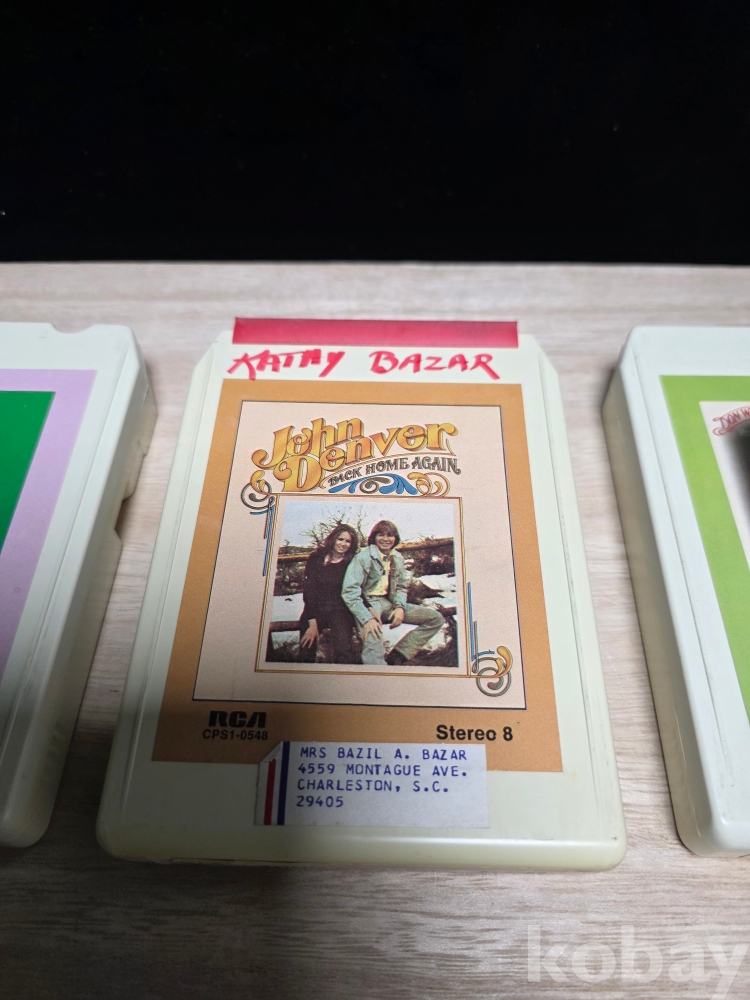 KATHY BAZAR
John
Denver
BACK HOME AGAIN
RCA
CPS1-0548
Stereo 8
MRS BAZIL A. BAZAR
4559 MONTAGUE AVE.
CHARLESTON, S.C.
29405
kobay